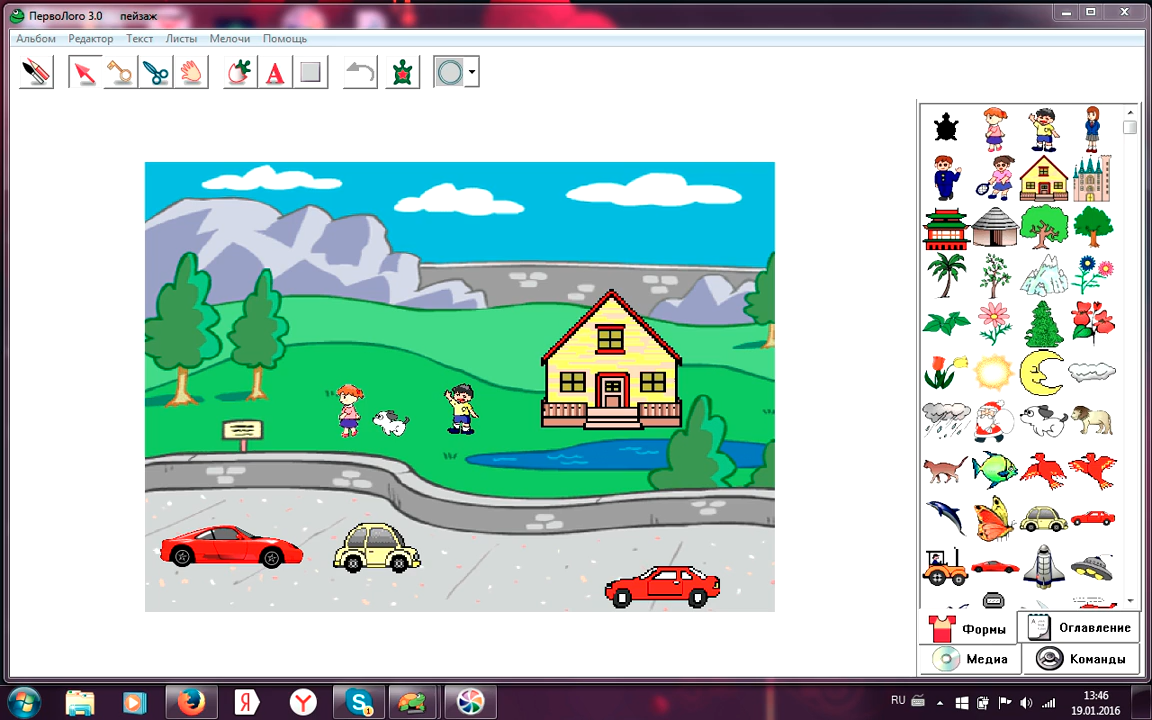 ПервоЛого 3.0 пейзаж
Альбом Редактор Текст Листы Мелочи Помощь
A
Формы
Оглавление
Медиа
Команды
Я
Y
S
1
RU
13:46
19.01.2016